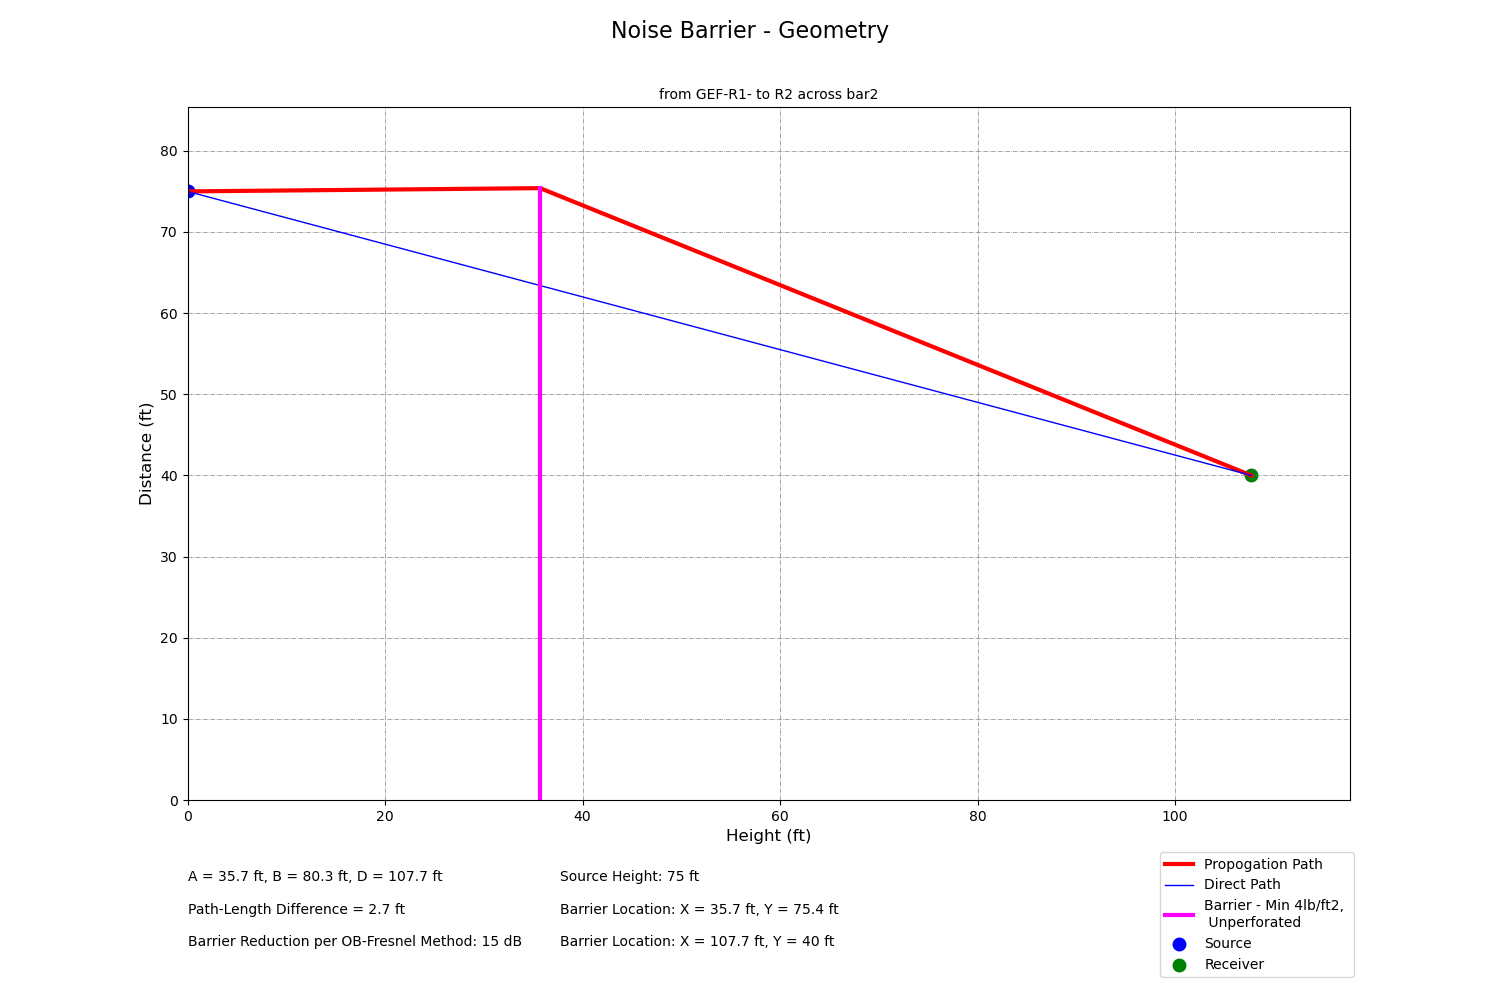 Noise Barrier - Geometry
from GEF-R1- to R2 across bar2
80
70
60
50
40
30
20
10
0
Distance (ft)
0 20 40 60 80 100
Height (ft)
A = 35.7 ft, B = 80.3 ft, D = 107.7 ft
Path-Length Difference = 2.7 ft
Barrier Reduction per OB-Fresnel Method: 15 dB
Source Height: 75 ft
Barrier Location: X = 35.7 ft, Y = 75.4 ft
Barrier Location: X = 107.7 ft, Y = 40 ft
Propogation Path
Direct Path
Barrier - Min 4lb/ft2,
Unperforated
Source
Receiver